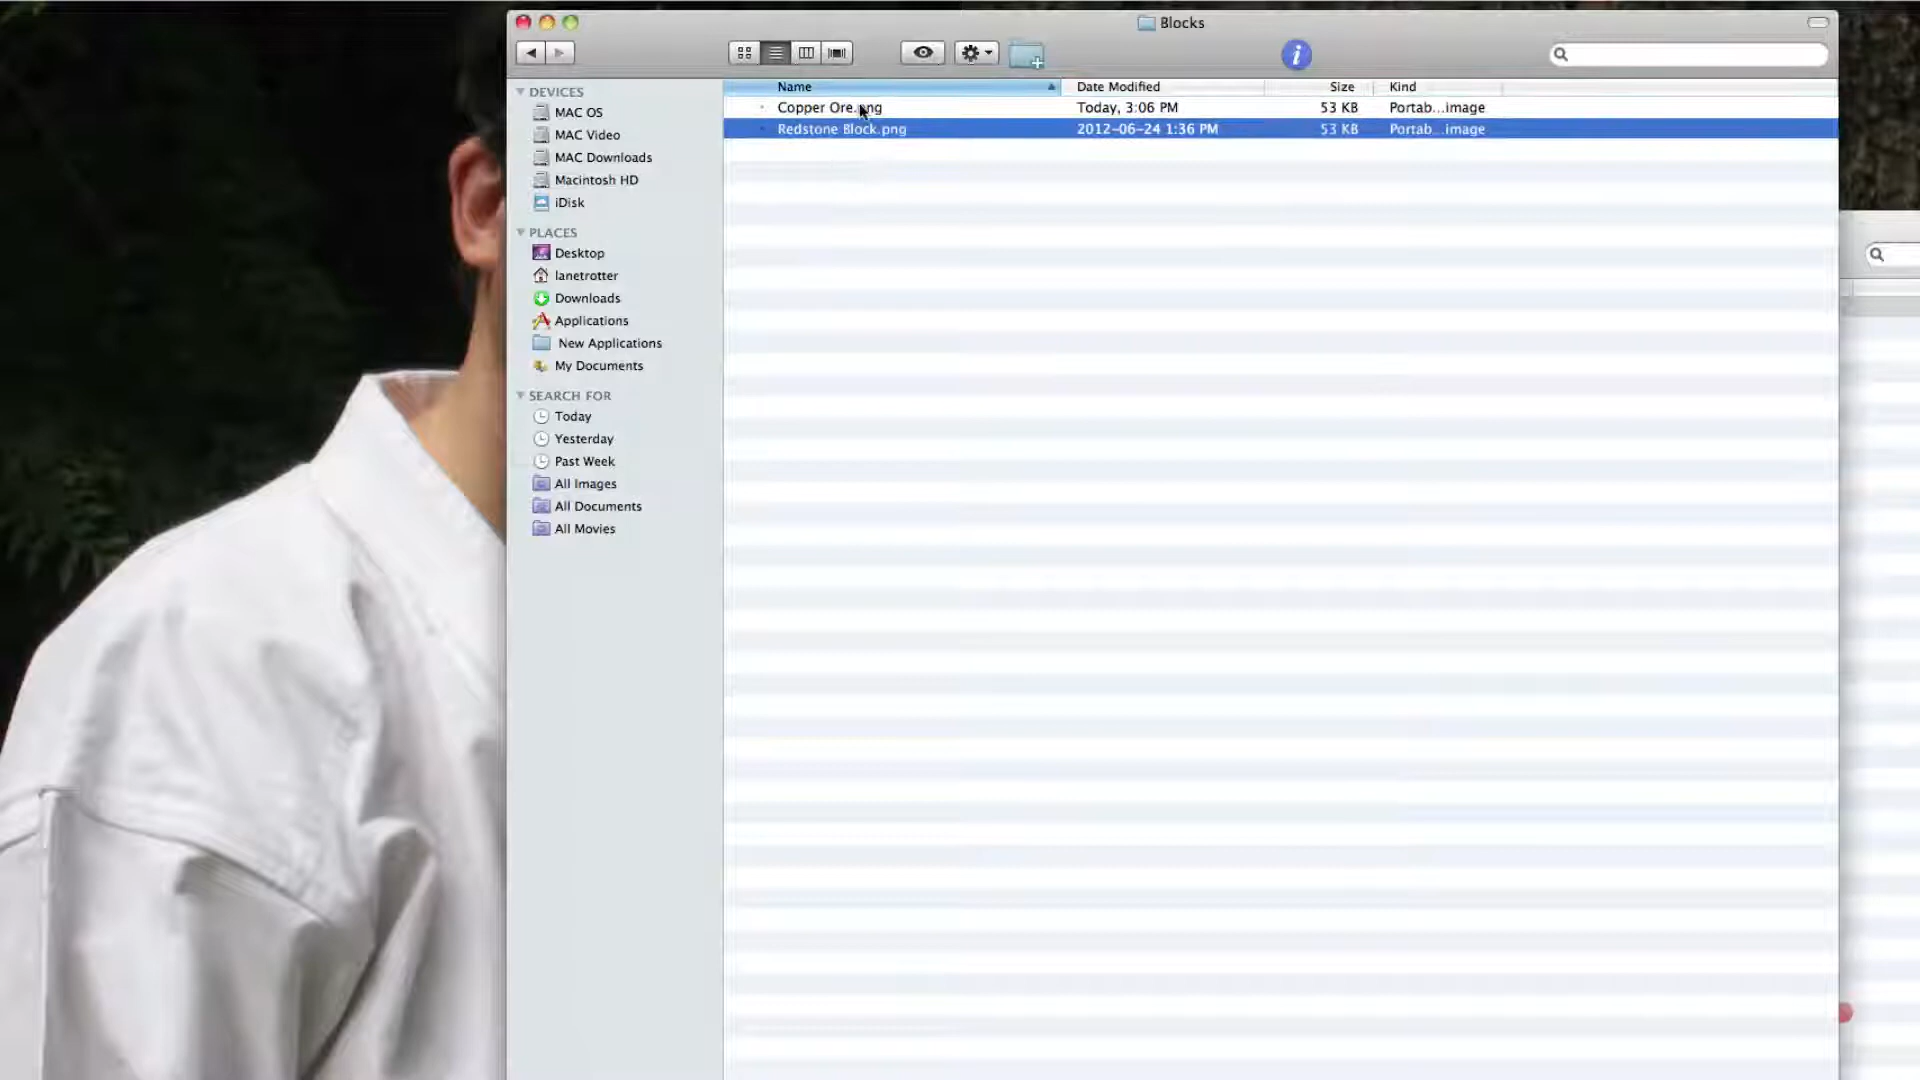 Blocks
Name Date Modified Size Kind
Copper Ore.png Today, 3:06 PM 53 KB Portab...image
Redstone Block.png 2012-06-24 1:36 PM 53 KB Portab...image
DEVICES
MAC OS
MAC Video
MAC Downloads
Macintosh HD
iDisk
PLACES
Desktop
lanetrotter
Downloads
Applications
New Applications
My Documents
SEARCH FOR
Today
Yesterday
Past Week
All Images
All Documents
All Movies